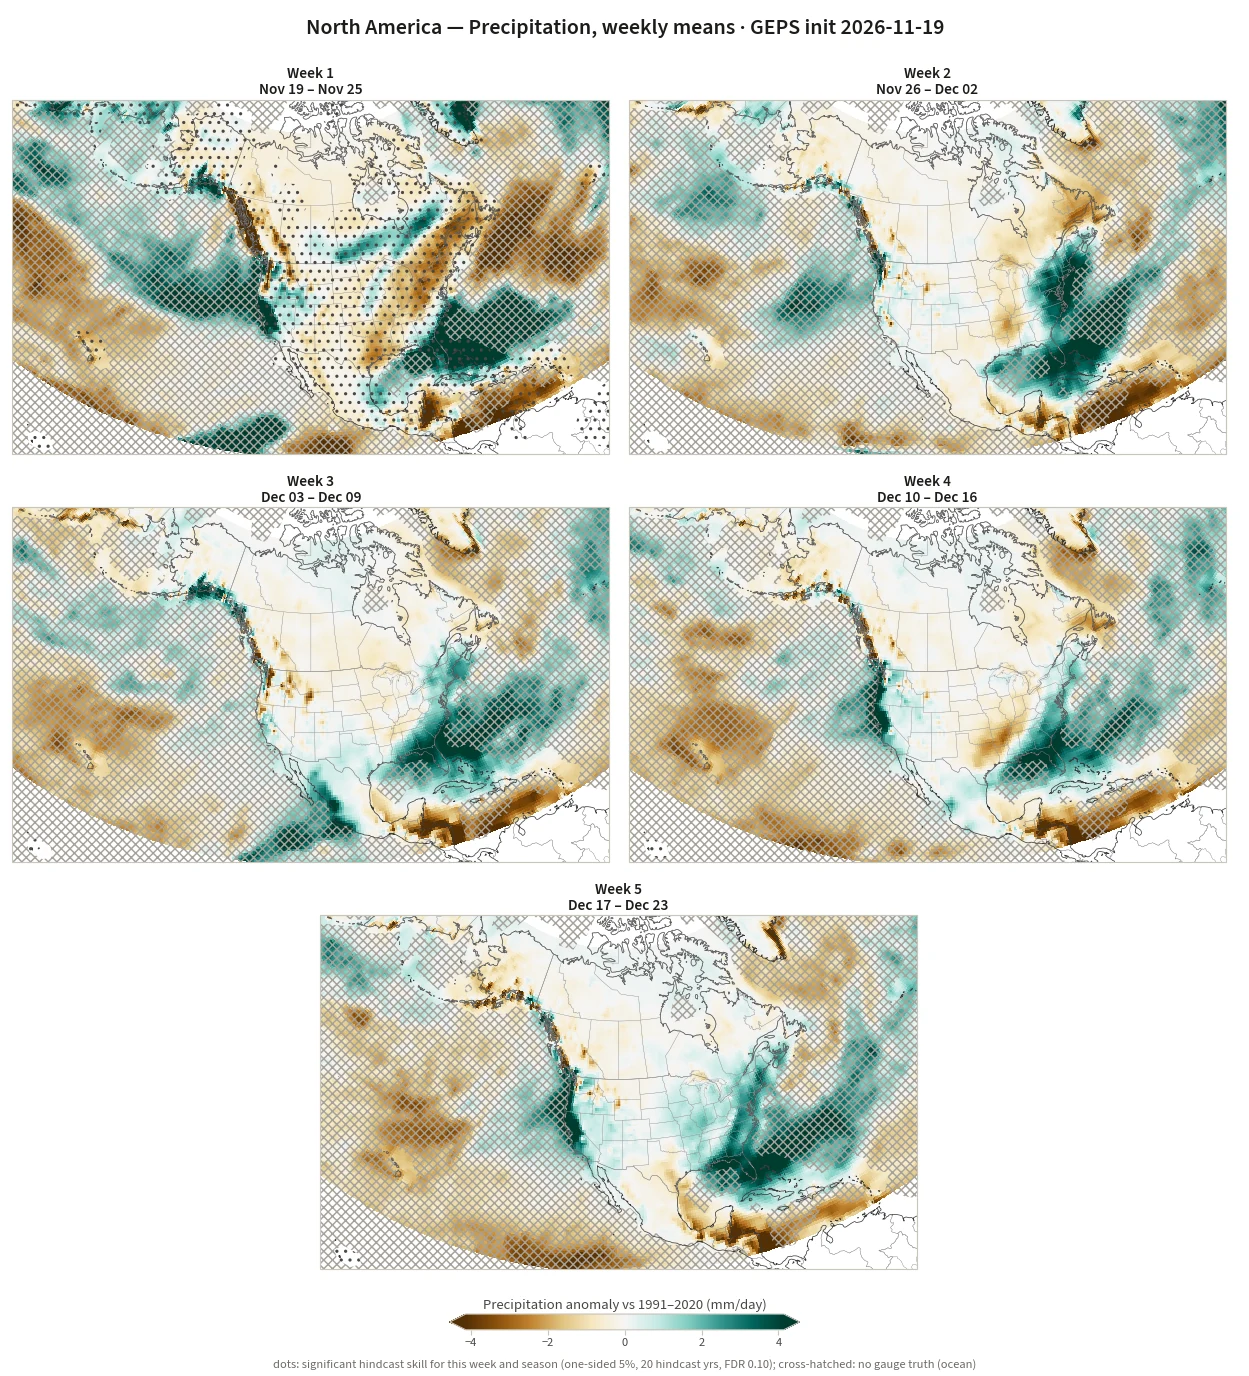 North America — Precipitation, weekly means · GEPS init 2026-11-19
Week 1
Nov 19 – Nov 25
Week 2
Nov 26 – Dec 02
Week 3
Dec 03 – Dec 09
Week 4
Dec 10 – Dec 16
Week 5
Dec 17 – Dec 23
Precipitation anomaly vs 1991–2020 (mm/day)
−4 −2 0 2 4
dots: significant hindcast skill for this week and season (one-sided 5%, 20 hindcast yrs, FDR 0.10); cross-hatched: no gauge truth (ocean)